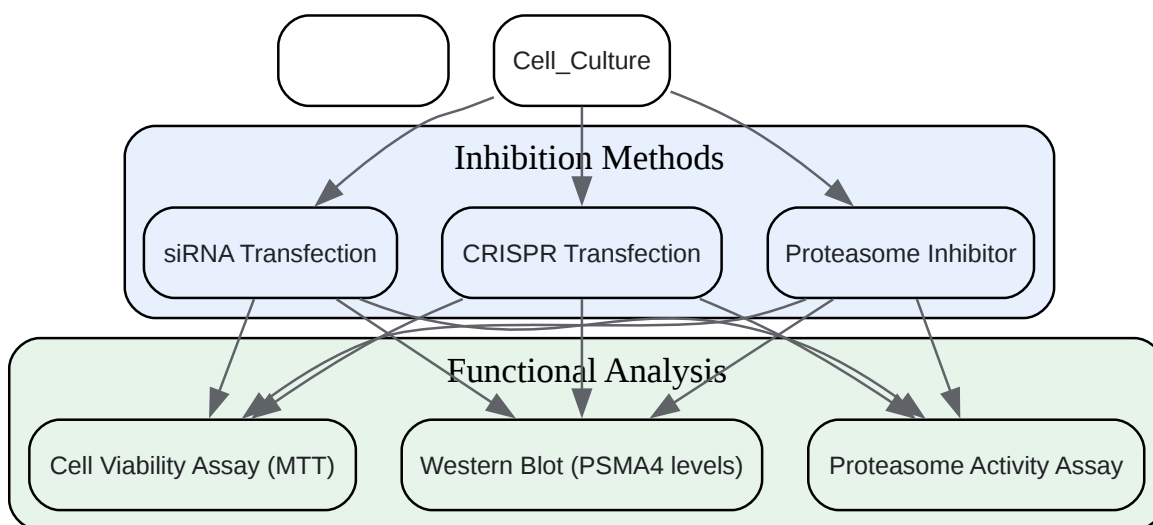 Cell_Culture
Inhibition Methods
siRNA Transfection
CRISPR Transfection
Proteasome Inhibitor
Functional Analysis
Cell Viability Assay (MTT)
Western Blot (PSMA4 levels)
Proteasome Activity Assay